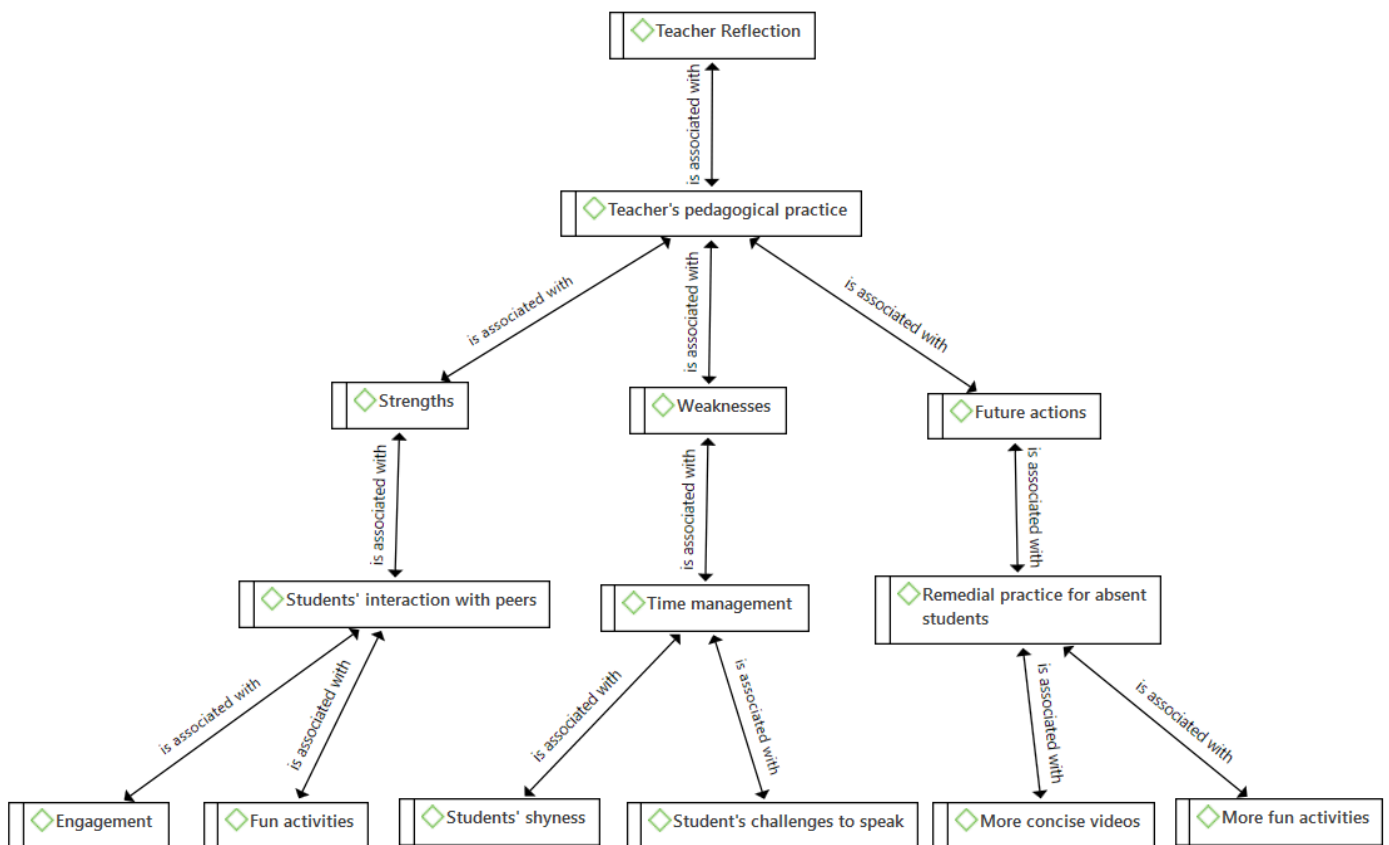 Teacher Reflection
is associated with
Teacher's pedagogical practice
is associated with
is associated with
is associated with
Strengths
Weaknesses
Future actions
is associated with
is associated with
is associated with
Students' interaction with peers
Time management
Remedial practice for absent
students
is associated with
is associated with
is associated with
is associated with
is associated with
is associated with
Engagement
Fun activities
Students' shyness
Student's challenges to speak
More concise videos
More fun activities